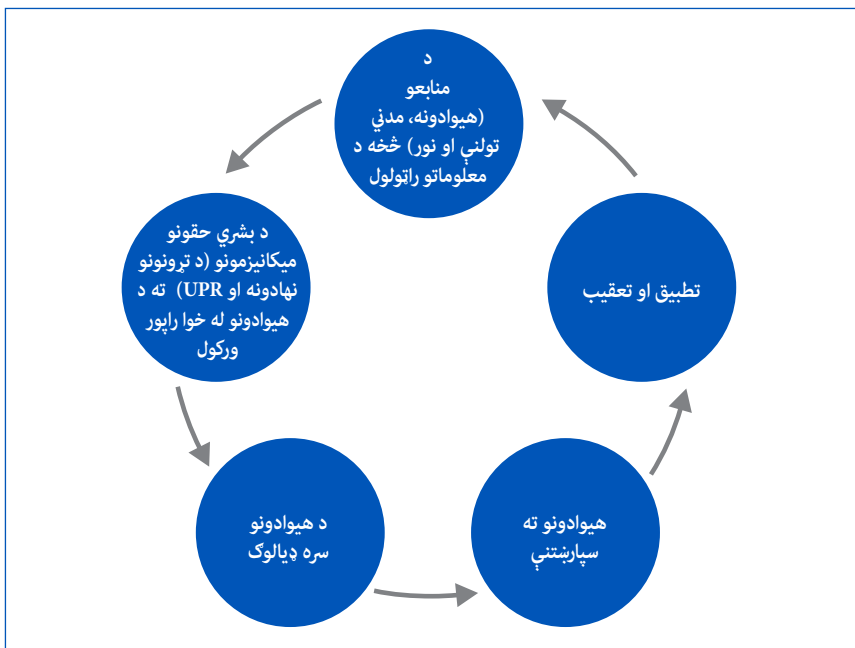 د
منابعو
(هیوادونه، مدني
تولنې او نور) څخه د
معلوماتو راټولول
د بشري حقونو
میکانیزمونو (د تړونونو
نهادونه او UPR) ته د
هیوادونو له خوا راپور
ورکول
د هیوادونو
سره ډیالوګ
هیوادونو ته
سپارښتنې
تطبیق او تعقیب